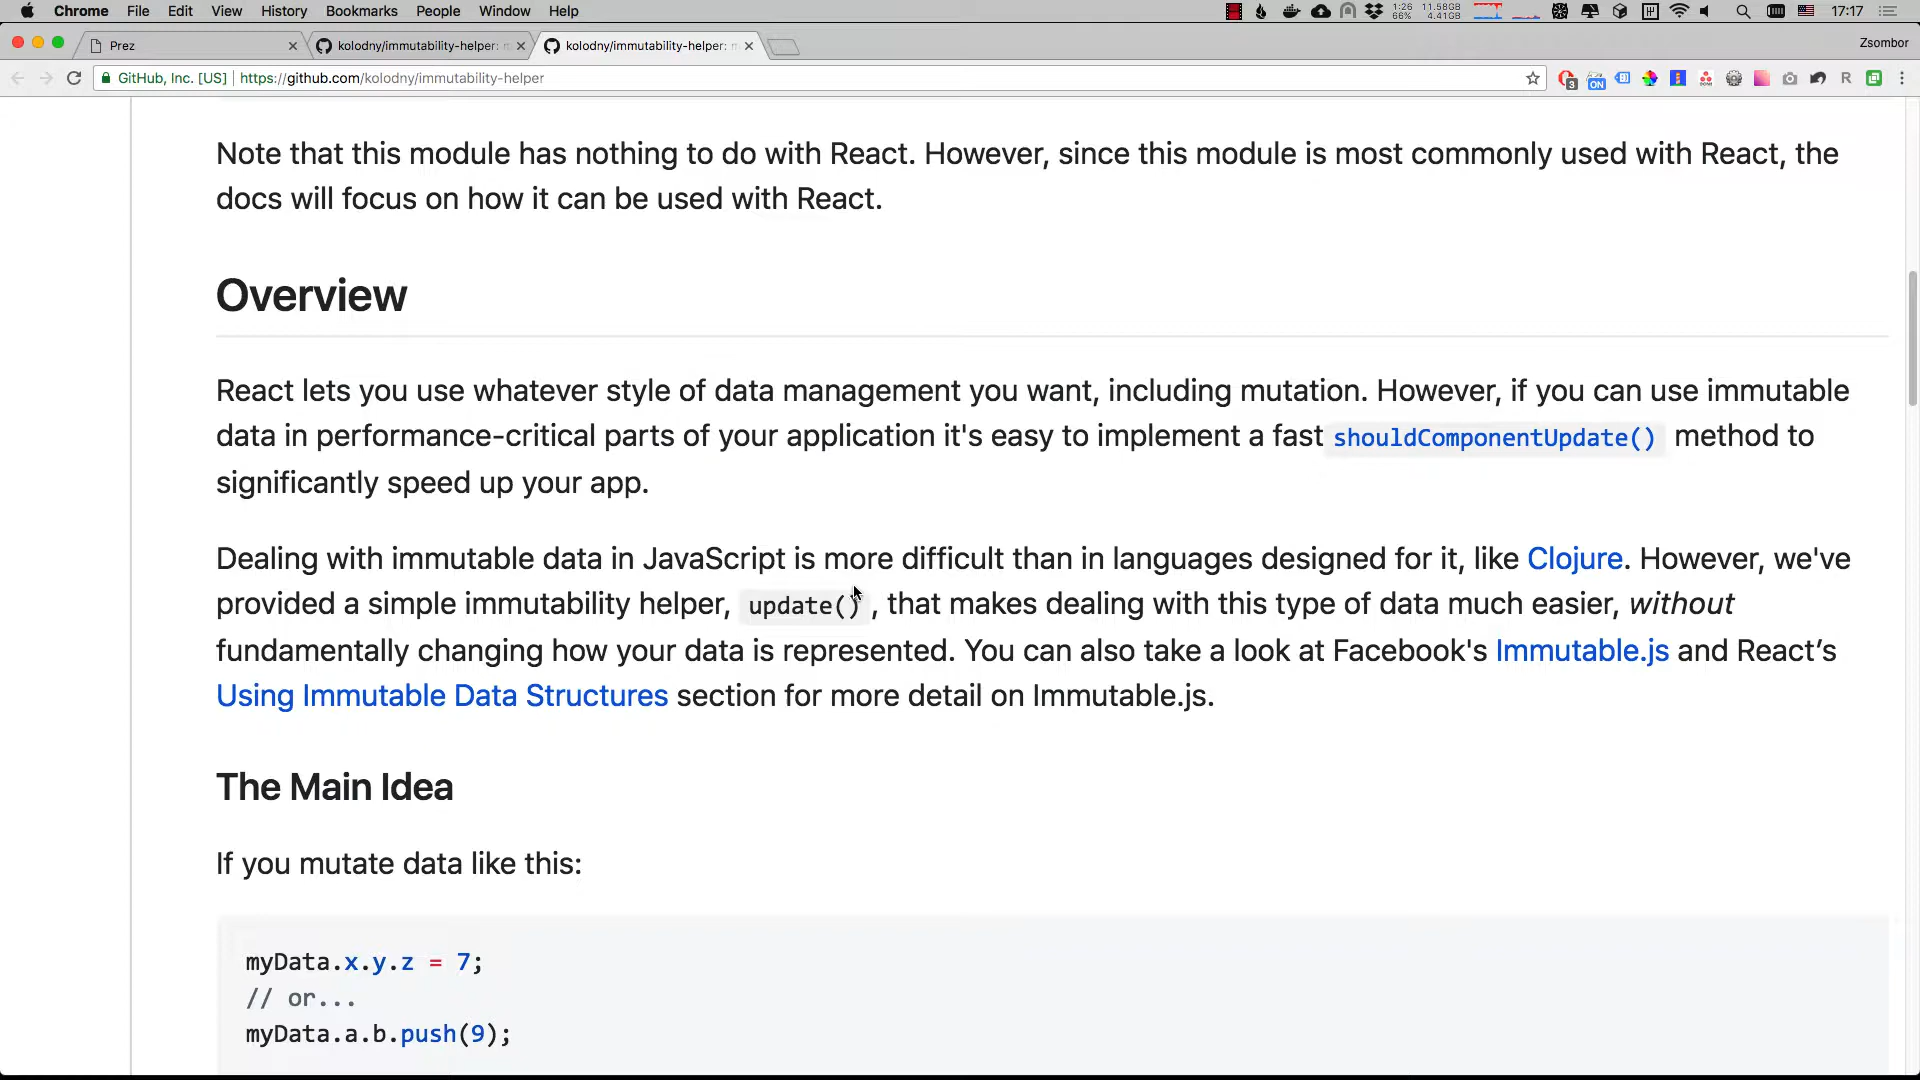 Chrome File Edit View History Bookmarks People Window Help 1:26 66% 11.58GB 4.41GB 17:17
Prez kolodny/immutability-helper: kolodny/immutability-helper: Zsombor
GitHub, Inc. [US] https://github.com/kolodny/immutability-helper 3 ON R
Note that this module has nothing to do with React. However, since this module is most commonly used with React, the
docs will focus on how it can be used with React.
Overview
React lets you use whatever style of data management you want, including mutation. However, if you can use immutable
data in performance-critical parts of your application it's easy to implement a fast shouldComponentUpdate() method to
significantly speed up your app.
Dealing with immutable data in JavaScript is more difficult than in languages designed for it, like Clojure. However, we've
provided a simple immutability helper, update(), that makes dealing with this type of data much easier, without
fundamentally changing how your data is represented. You can also take a look at Facebook's Immutable.js and React’s
Using Immutable Data Structures section for more detail on Immutable.js.
The Main Idea
If you mutate data like this:
myData.x.y.z = 7;
// or...
myData.a.b.push(9);